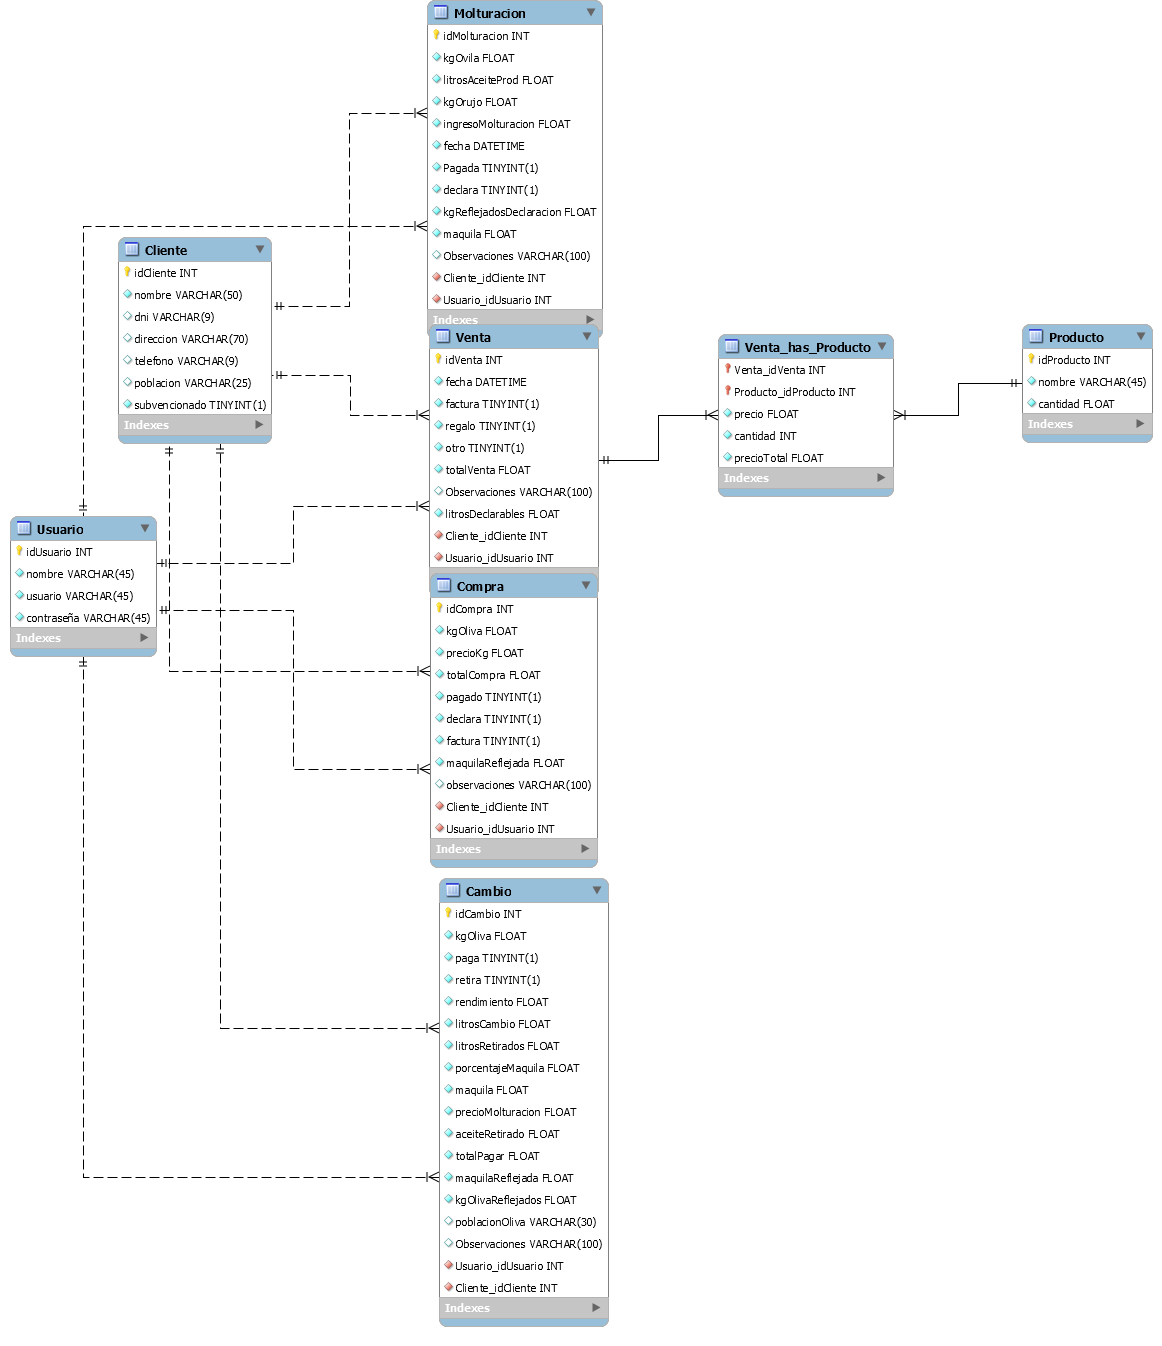 Molturacion
idMolturacion INT
kgOvila FLOAT
litrosAceiteProd FLOAT
kgOrujo FLOAT
ingresoMolturacion FLOAT
fecha DATETIME
Pagada TINYINT(1)
declara TINYINT(1)
kgReflejadosDeclaracion FLOAT
maquila FLOAT
Observaciones VARCHAR(100)
Cliente_idCliente INT
Usuario_idUsuario INT
Indexes
Cliente
idCliente INT
nombre VARCHAR(50)
dni VARCHAR(9)
direccion VARCHAR(70)
telefono VARCHAR(9)
poblacion VARCHAR(25)
subvencionado TINYINT(1)
Indexes
Venta
idVenta INT
fecha DATETIME
factura TINYINT(1)
regalo TINYINT(1)
otro TINYINT(1)
totalVenta FLOAT
Observaciones VARCHAR(100)
litrosDeclarables FLOAT
Cliente_idCliente INT
Usuario_idUsuario INT
Venta_has_Producto
Venta_idVenta INT
Producto_idProducto INT
precio FLOAT
cantidad INT
precioTotal FLOAT
Indexes
Producto
idProducto INT
nombre VARCHAR(45)
cantidad FLOAT
Indexes
Usuario
idUsuario INT
nombre VARCHAR(45)
usuario VARCHAR(45)
contraseña VARCHAR(45)
Indexes
Compra
idCompra INT
kgOliva FLOAT
precioKg FLOAT
totalCompra FLOAT
pagado TINYINT(1)
declara TINYINT(1)
factura TINYINT(1)
maquilaReflejada FLOAT
observaciones VARCHAR(100)
Cliente_idCliente INT
Usuario_idUsuario INT
Indexes
Cambio
idCambio INT
kgOliva FLOAT
paga TINYINT(1)
retira TINYINT(1)
rendimiento FLOAT
litrosCambio FLOAT
litrosRetirados FLOAT
porcentajeMaquila FLOAT
maquila FLOAT
precioMolturacion FLOAT
aceiteRetirado FLOAT
totalPagar FLOAT
maquilaReflejada FLOAT
kgOlivaReflejados FLOAT
poblacionOliva VARCHAR(30)
Observaciones VARCHAR(100)
Usuario_idUsuario INT
Cliente_idCliente INT
Indexes